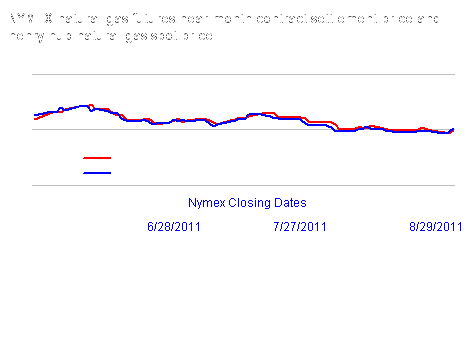 NYMEX natural gas futures near-month contract settlement price and
henry hub natural gas spot price
Nymex Closing Dates
6/28/2011 7/27/2011 8/29/2011